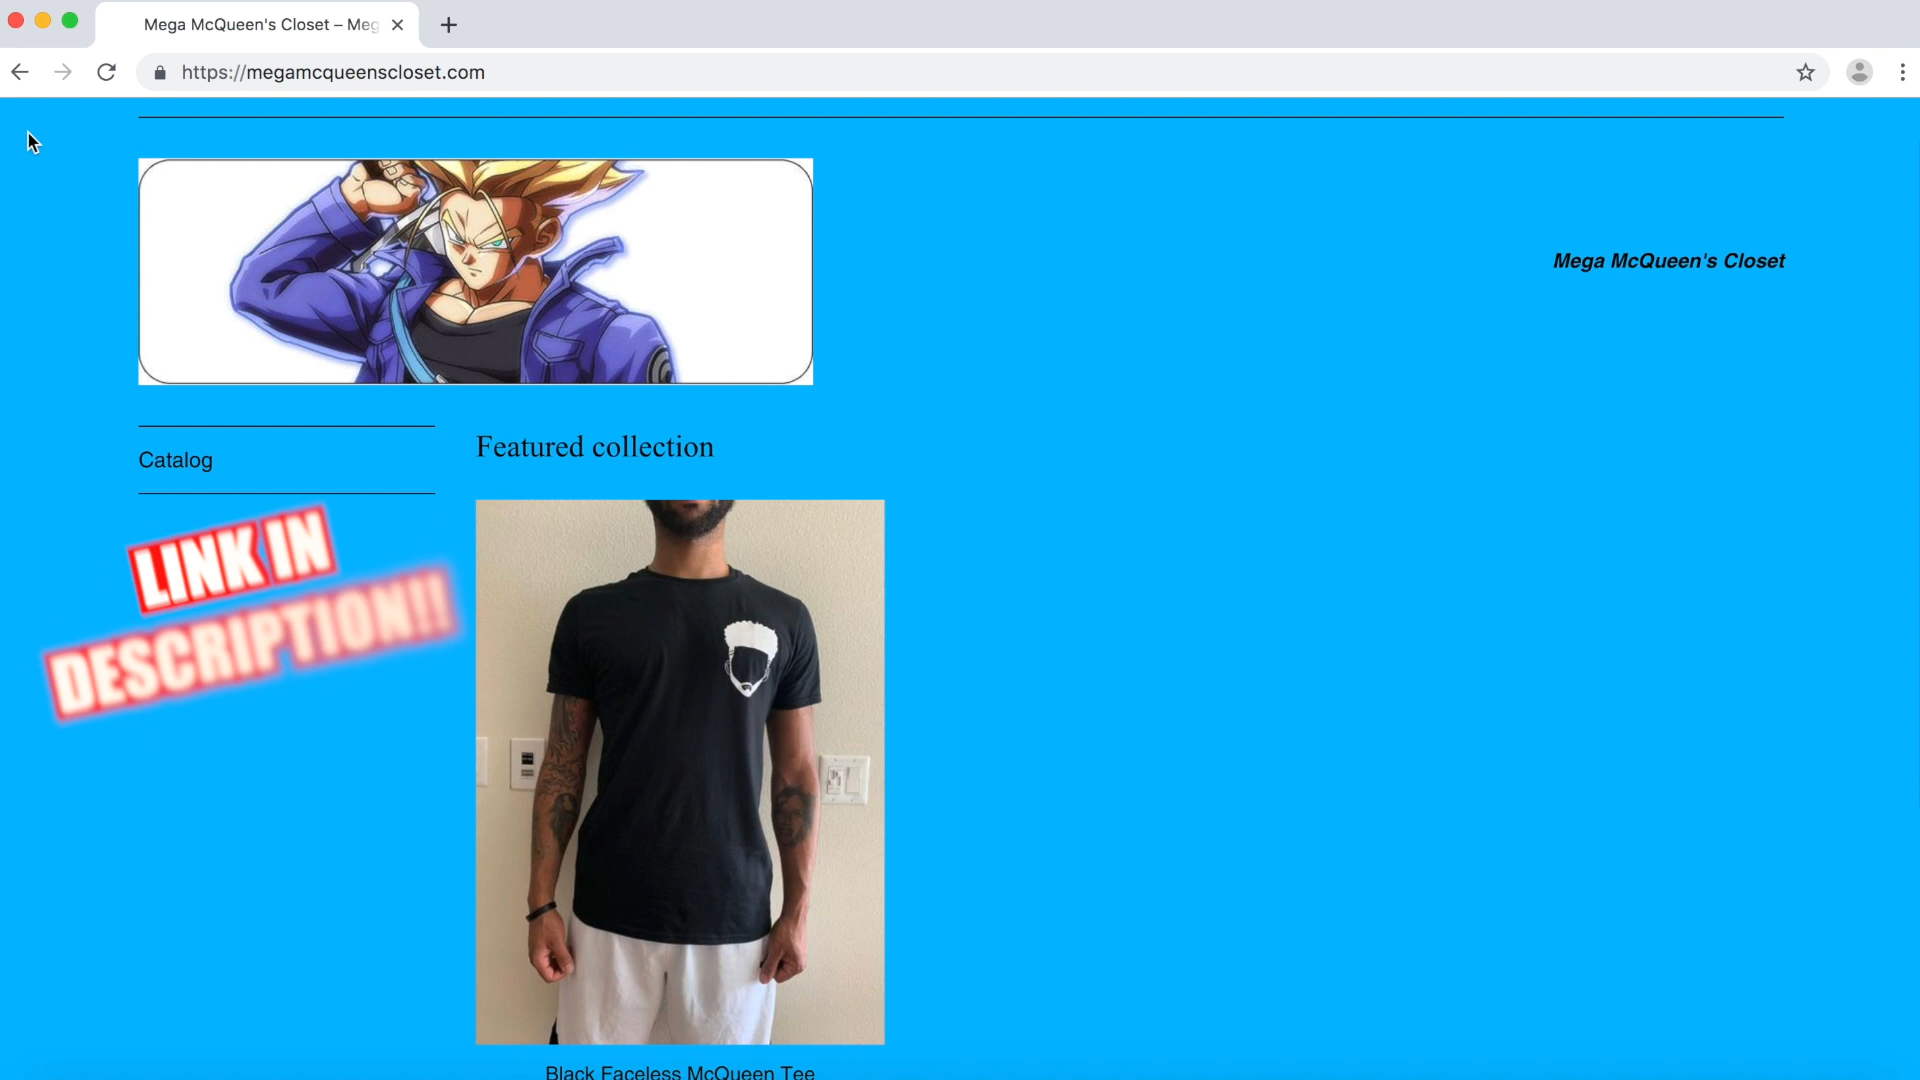 Mega McQueen's Closet – Meg
https://megamcqueenscloset.com
Mega McQueen's Closet
Catalog
Featured collection
LINK IN
DESCRIPTION!!
Black Faceless McQueen Tee